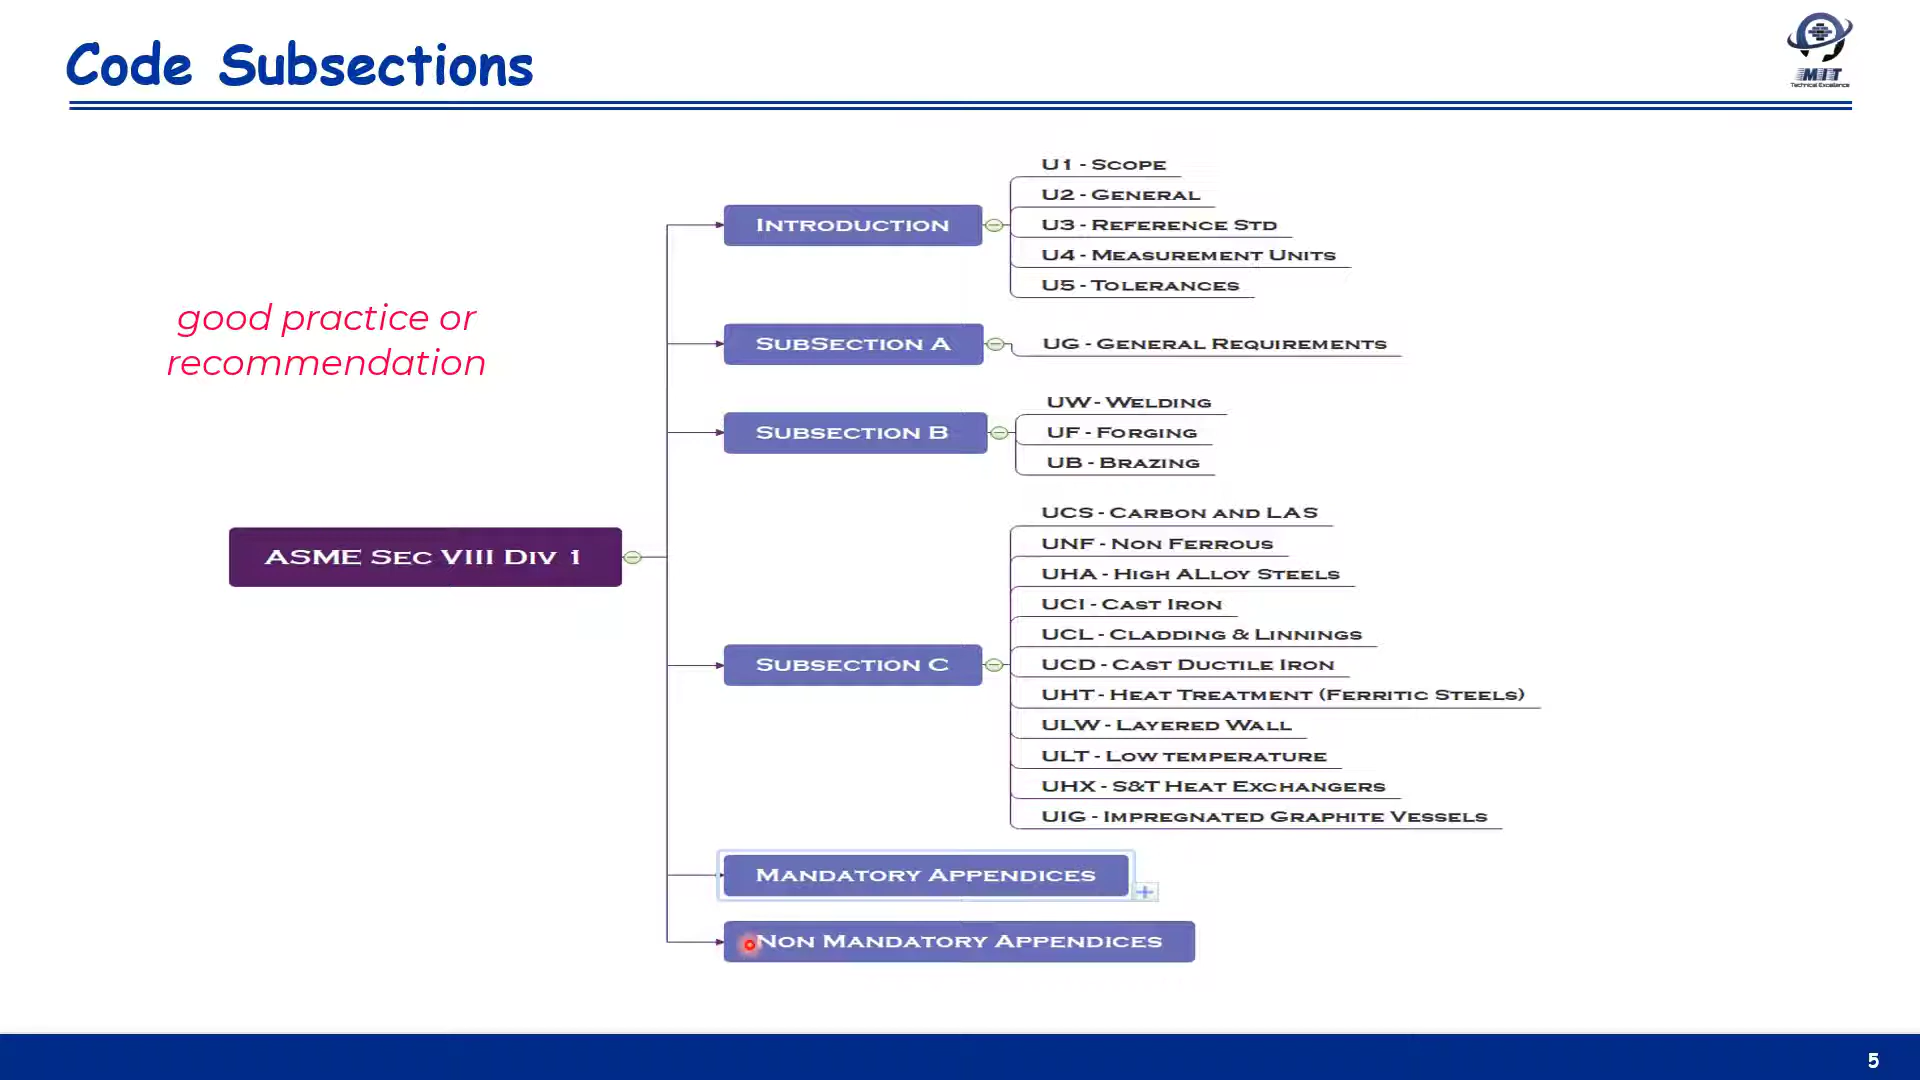 Code Subsections
MIT
Technical Excellence
good practice or
recommendation
ASME Sec VIII Div 1
Introduction
U1 - Scope
U2 - General
U3 - Reference Std
U4 - Measurement Units
U5 - Tolerances
SubSection A
UG - General Requirements
Subsection B
UW - Welding
UF - Forging
UB - Brazing
Subsection C
UCS - Carbon and LAS
UNF - Non Ferrous
UHA - High ALloy Steels
UCI - Cast Iron
UCL - Cladding & Linnings
UCD - Cast Ductile Iron
UHT - Heat Treatment (Ferritic Steels)
ULW - Layered Wall
ULT - Low temperature
UHX - S&T Heat Exchangers
UIG - Impregnated Graphite Vessels
Mandatory Appendices
Non Mandatory Appendices
5